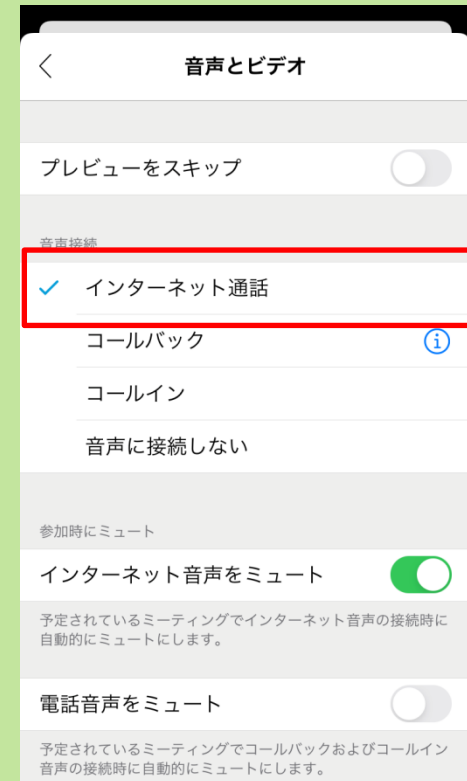 音声とビデオ
プレビューをスキップ
音声接続
インターネット通話
コールバック
コールイン
音声に接続しない
参加時にミュート
インターネット音声をミュート
予定されているミーティングでインターネット音声の接続時に
自動的にミュートにします。
電話音声をミュート
予定されているミーティングでコールバックおよびコールイン
音声の接続時に自動的にミュートにします。